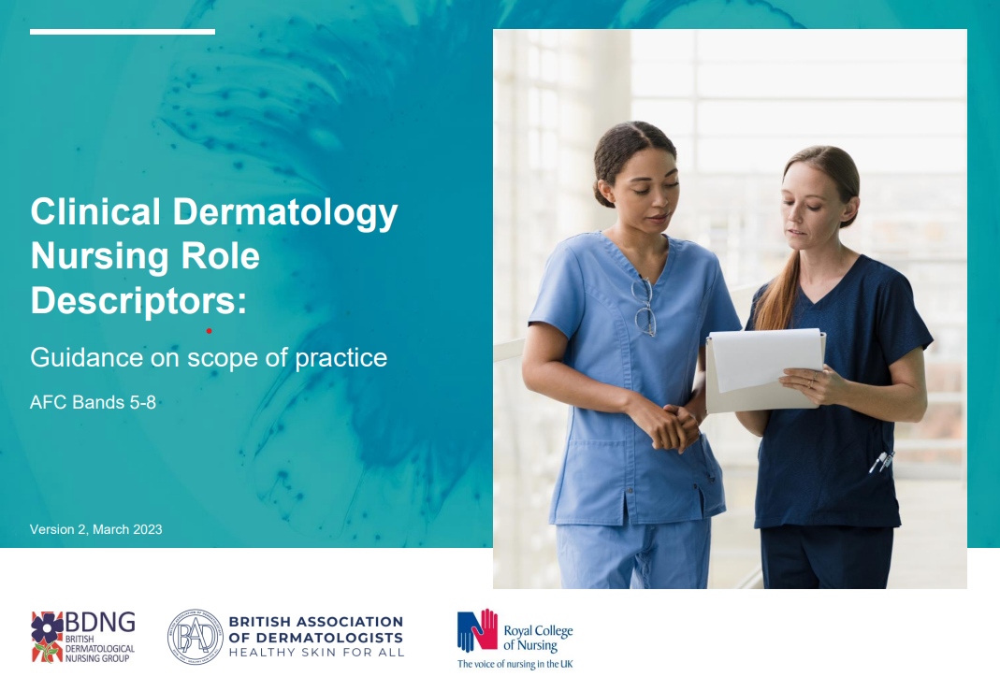 Clinical Dermatology
Nursing Role
Descriptors:
Guidance on scope of practice
AFC Bands 5-8
Version 2, March 2023
BDNG
BRITISH
DERMATOLOGICAL
NURSING GROUP
BAD
BRITISH ASSOCIATION
OF DERMATOLOGISTS
HEALTHY SKIN FOR ALL
Royal College
of Nursing
The voice of nursing in the UK